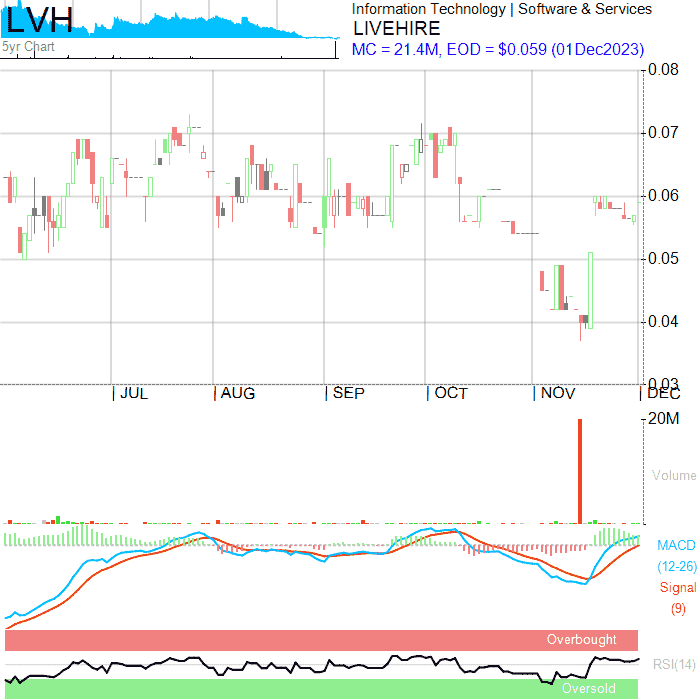 LVH
Information Technology | Software & Services
LIVEHIRE
5yr Chart
MC = 21.4M, EOD = $0.059 (01Dec2023)
0.08
0.07
0.06
0.05
0.04
0.03
JUL
AUG
SEP
OCT
NOV
DEC
20M
Volume
MACD
(12-26)
Signal
(9)
Overbought
RSI(14)
Oversold